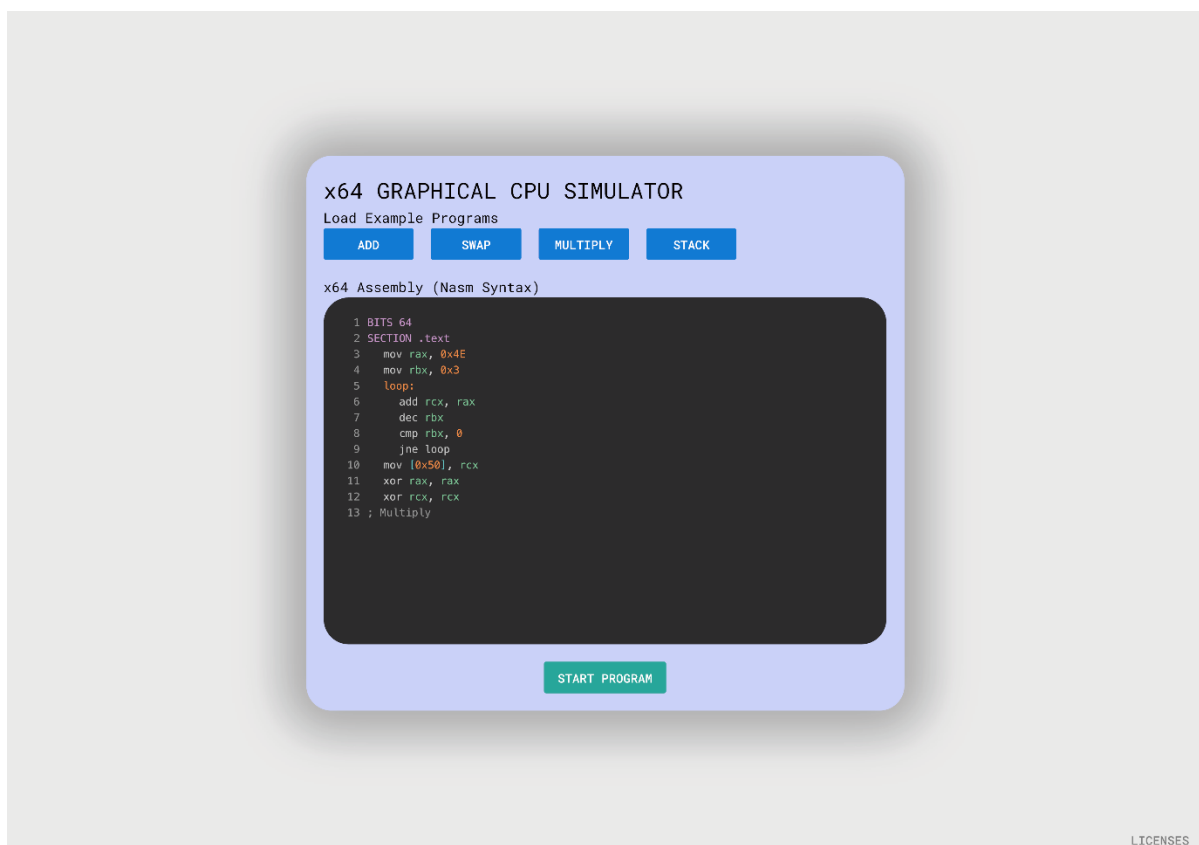 x64 GRAPHICAL CPU SIMULATOR
Load Example Programs
ADD SWAP MULTIPLY STACK
x64 Assembly (Nasm Syntax)
1 BITS 64
2 SECTION .text
3 mov rax, 0x4E
4 mov rbx, 0x3
5 loop:
6 add rcx, rax
7 dec rbx
8 cmp rbx, 0
9 jne loop
10 mov [0x50], rcx
11 xor rax, rax
12 xor rcx, rcx
13 ; Multiply
START PROGRAM
LICENSES